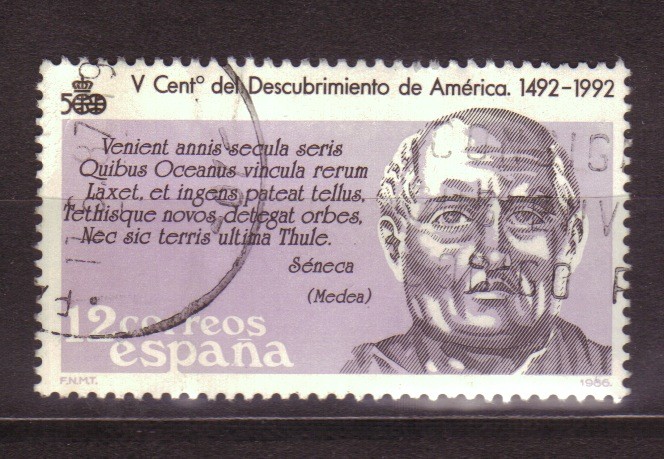 500
V Centº del Descubrimiento de América. 1492-1992
Venient annis secula seris
Quibus Oceanus vincula rerum
Laxet, et ingens pateat tellus,
Tethisque novos detegat orbes,
Nec sic terris ultima Thule.
Séneca
(Medea)
12 correos
españa
F.N.M.T.
1986